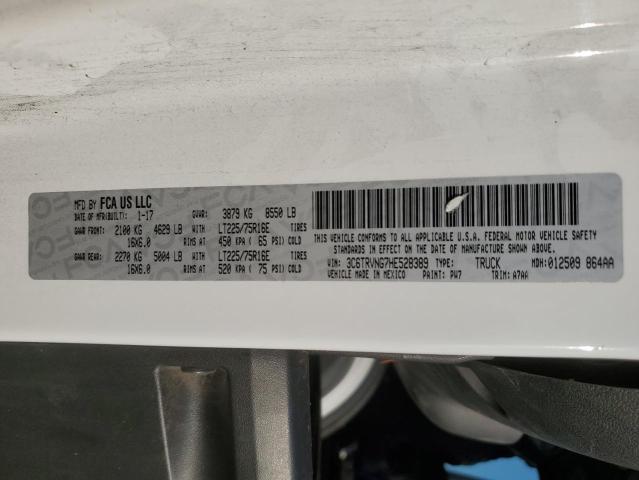 MFD BY FCA US LLC
DATE OF MFR(BUILT): 1-17 GVWR: 3879 KG 8550 LB
GAWR FRONT: 2100 KG 4629 LB WITH LT225/75R16E TIRES
16X6.0 RIMS AT 450 KPA ( 65 PSI) COLD
GAWR REAR: 2270 KG 5004 LB WITH LT225/75R16E TIRES
16X6.0 RIMS AT 520 KPA ( 75 PSI) COLD
THIS VEHICLE CONFORMS TO ALL APPLICABLE U.S.A. FEDERAL MOTOR VEHICLE SAFETY
STANDARDS IN EFFECT ON THE DATE OF MANUFACTURE SHOWN ABOVE.
VIN: 3C6TRVNG7HE528389 TYPE: TRUCK MDH:012509 864AA
VEHICLE MADE IN MEXICO PAINT: PW7 TRIM: A7AA